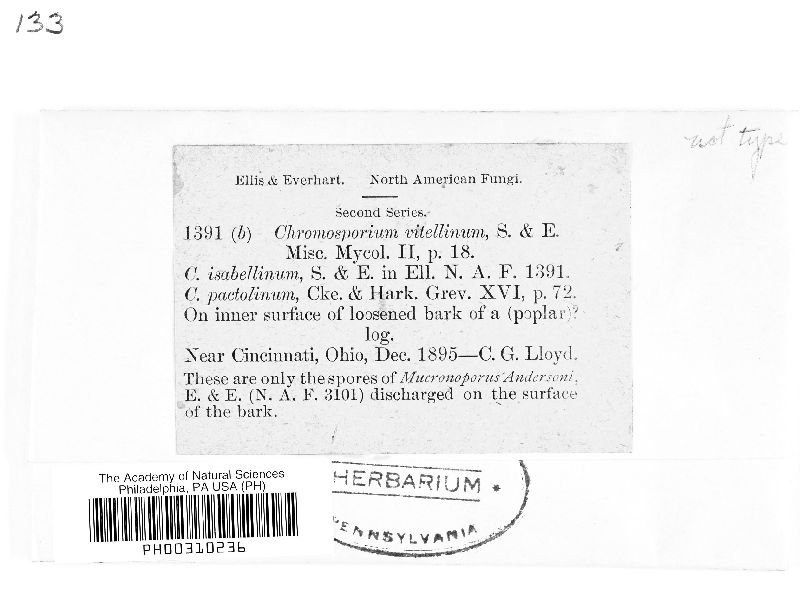 133
not type
Ellis & Everhart. North American Fungi.
Second Series.
1391 (b) Chromosporium vitellinum, S. & E.
Misc. Mycol. II, p. 18.
C. isabellinum, S. & E. in Ell. N. A. F. 1391.
C. pactolinum, Cke. & Hark. Grev. XVI, p. 72.
On inner surface of loosened bark of a (poplar)?
log.
Near Cincinnati, Ohio, Dec. 1895—C. G. Lloyd.
These are only the spores of Mucronoporus Andersoni,
E. & E. (N. A. F. 3101) discharged on the surface
of the bark.
The Academy of Natural Sciences
Philadelphia, PA USA (PH)
PH00310236
HERBARIUM *
PENNSYLVANIA